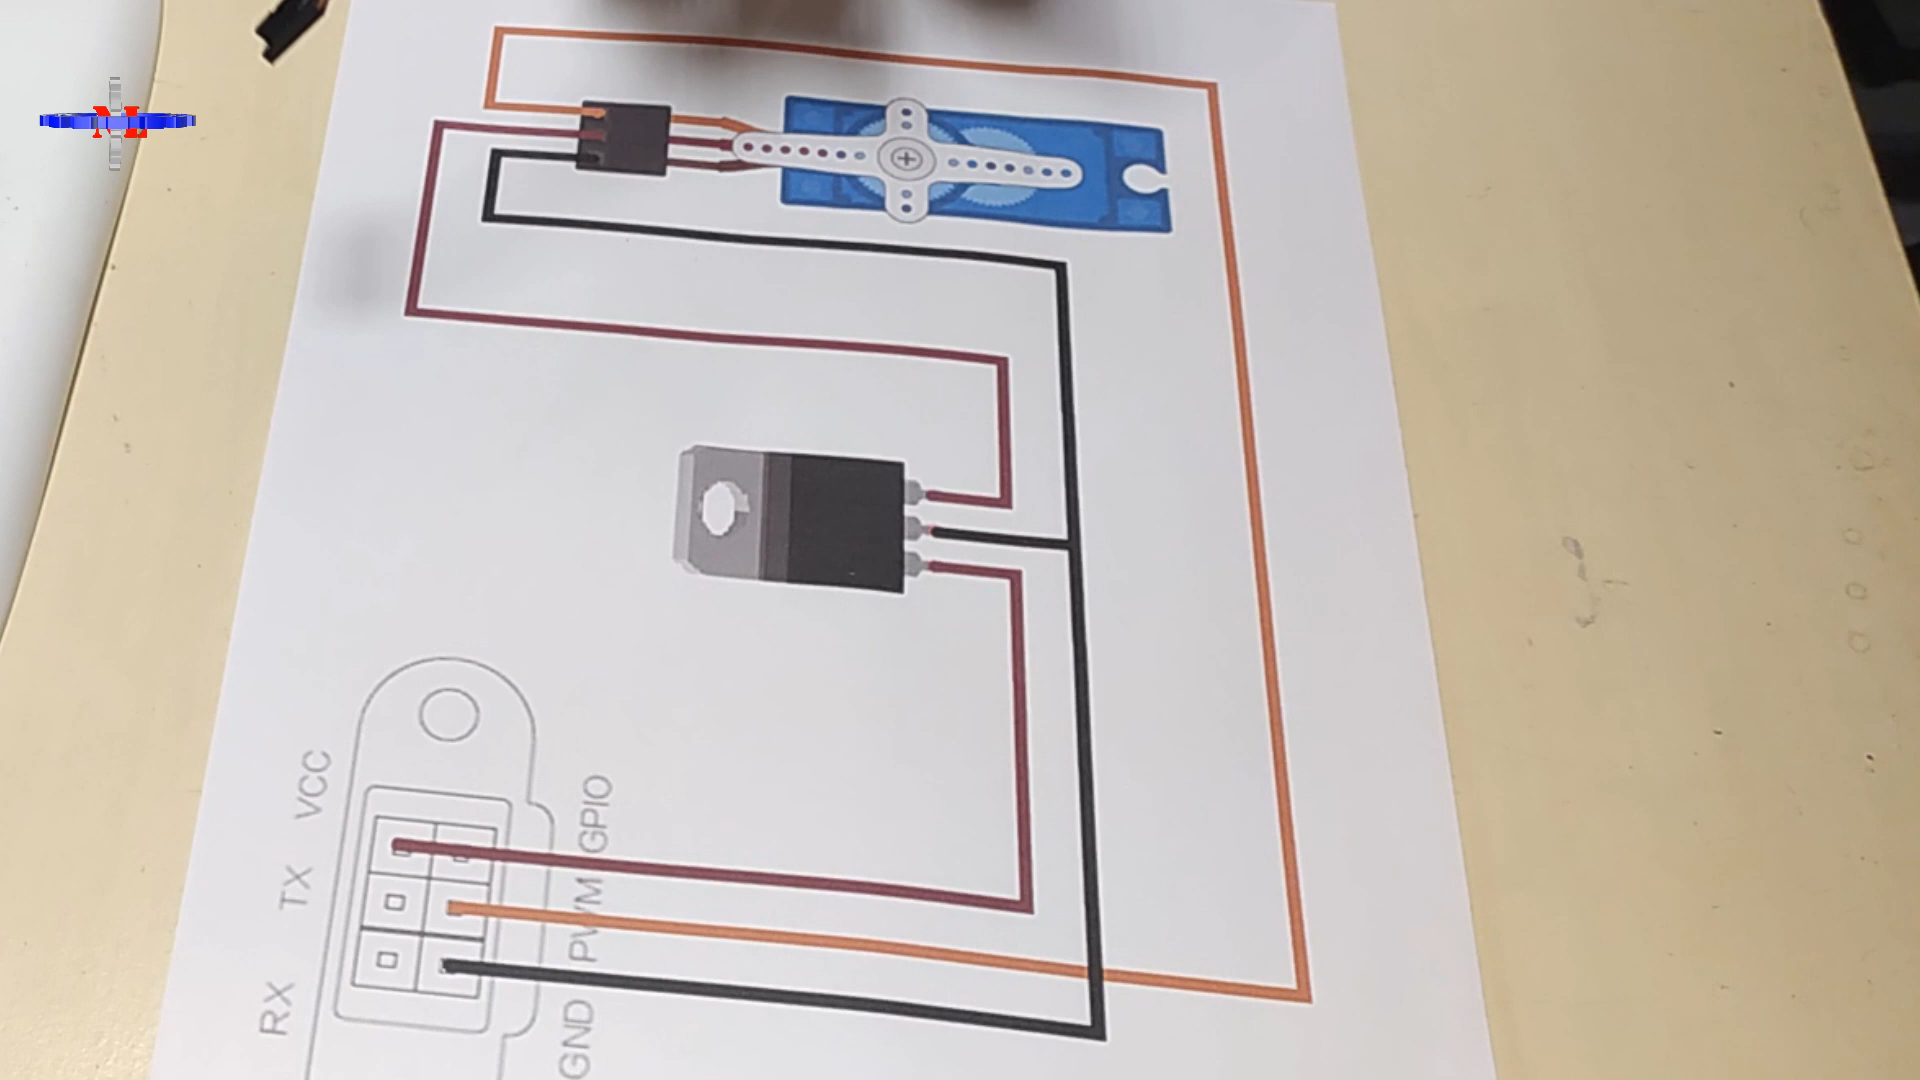 VCC
TX
RX
GPIO
PWM
GND